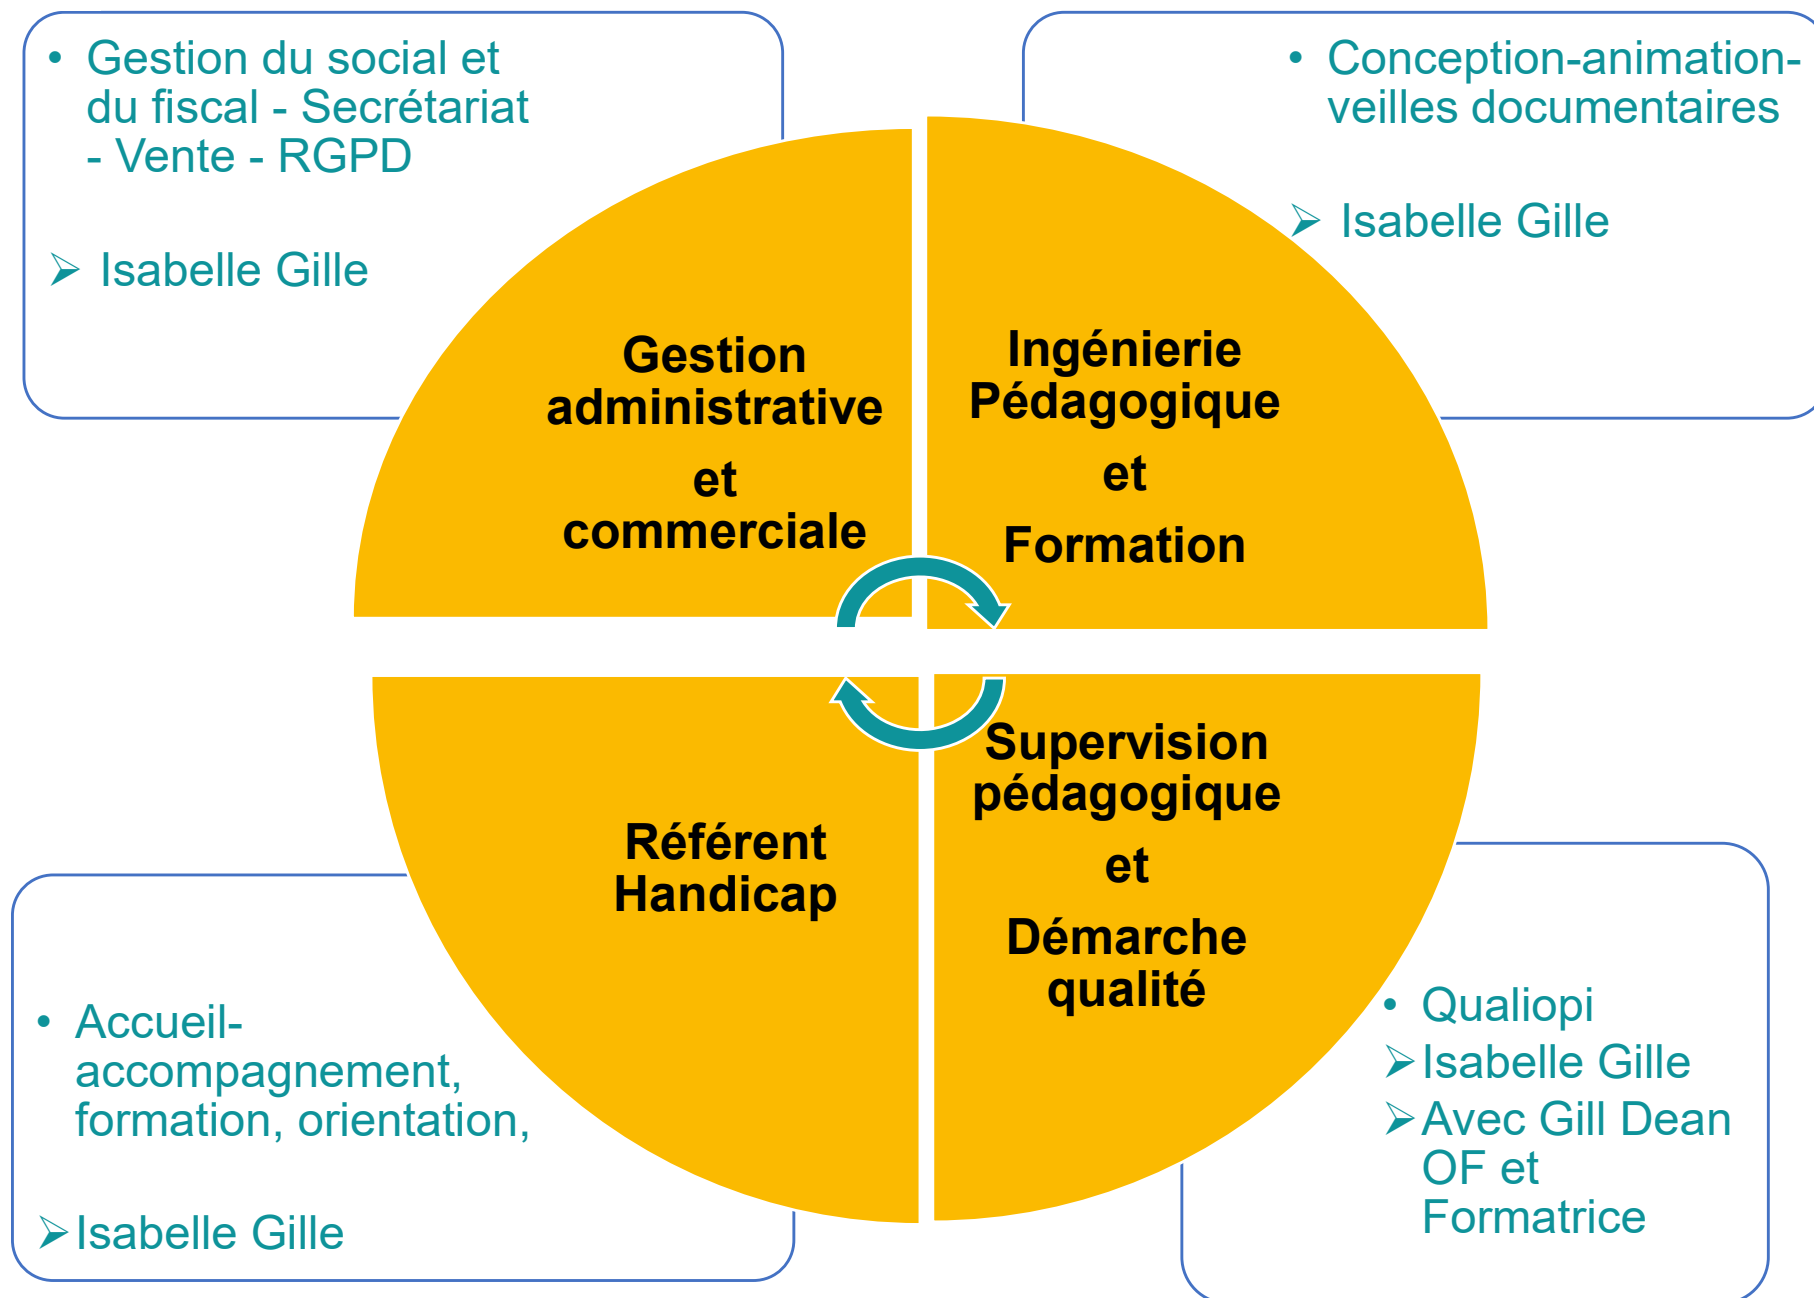 • Gestion du social et
du fiscal - Secrétariat
- Vente - RGPD
➢ Isabelle Gille
• Conception-animation-
veilles documentaires
➢ Isabelle Gille
Gestion
administrative
et
commerciale
Ingénierie
Pédagogique
et
Formation
Référent
Handicap
Supervision
pédagogique
et
Démarche
qualité
• Accueil-
accompagnement,
formation, orientation,
➢ Isabelle Gille
• Qualiopi
➢ Isabelle Gille
➢ Avec Gill Dean
OF et
Formatrice